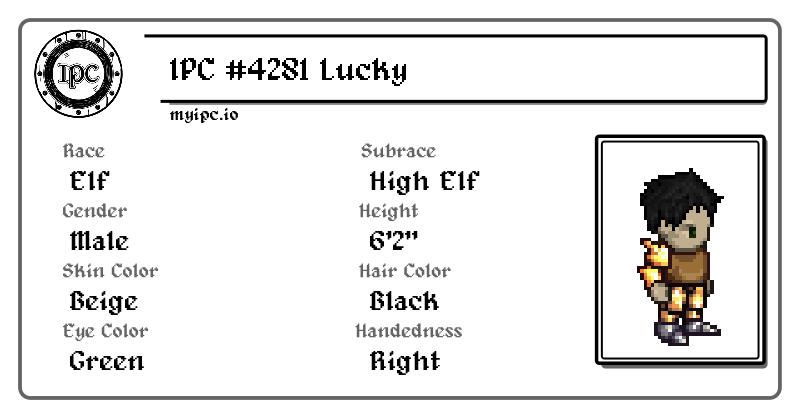 IPC
IPC #4281 Lucky
myipc.io
Race
Elf
Subrace
High Elf
Gender
Male
Height
6'2"
Skin Color
Beige
Hair Color
Black
Eye Color
Green
Handedness
Right